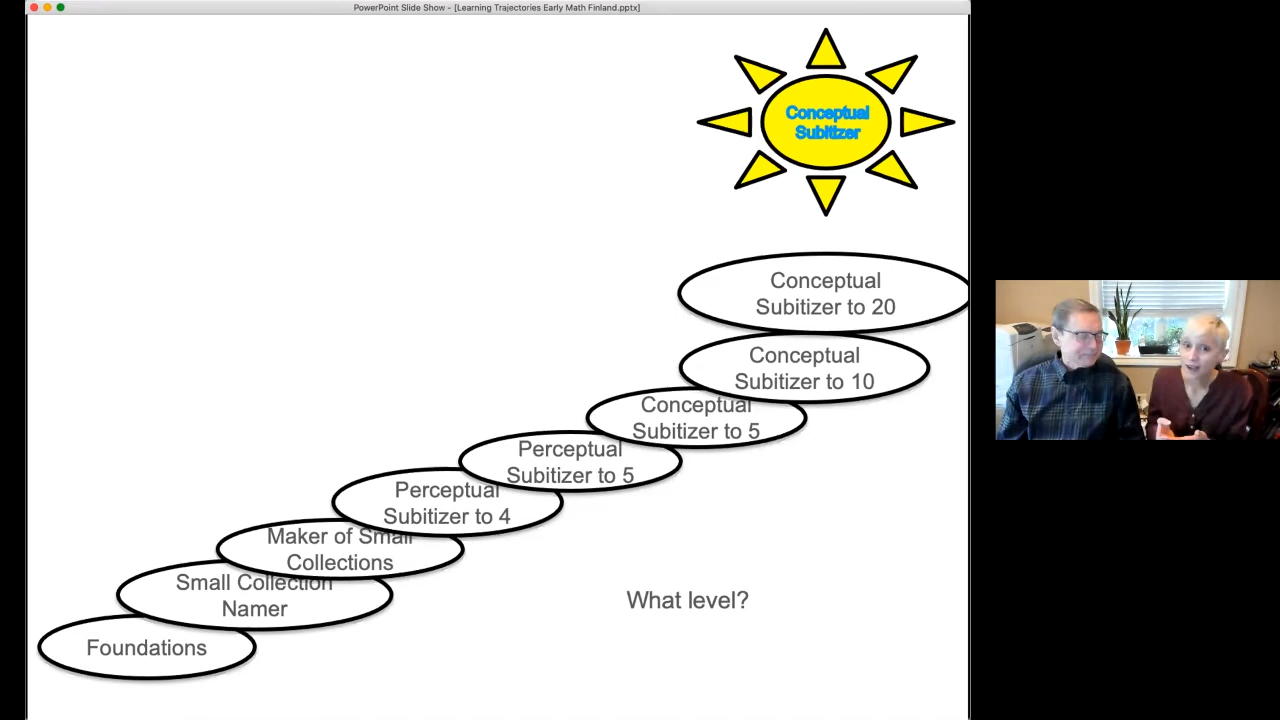 PowerPoint Slide Show - [Learning Trajectories Early Math Finland.pptx]
Conceptual
Subitizer
Conceptual
Subitizer to 20
Conceptual
Subitizer to 10
Conceptual
Subitizer to 5
Perceptual
Subitizer to 5
Perceptual
Subitizer to 4
Maker of Small
Collections
Small Collection
Namer
Foundations
What level?